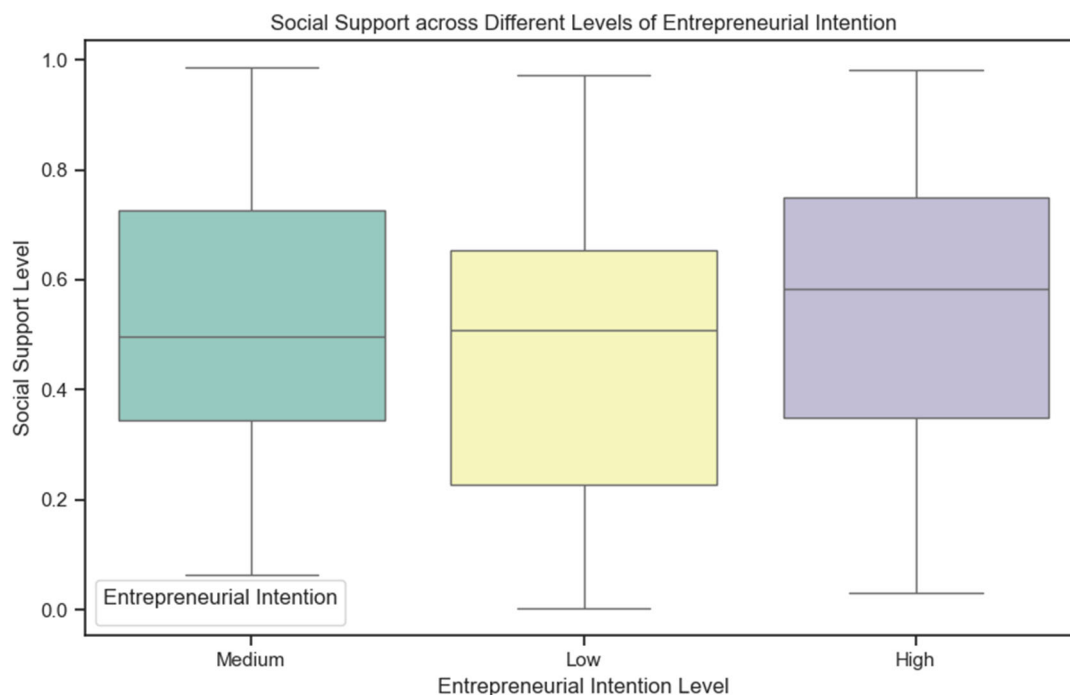 Social Support across Different Levels of Entrepreneurial Intention
Social Support Level
1.0
0.8
0.6
0.4
0.2
0.0
Entrepreneurial Intention
Medium Low High
Entrepreneurial Intention Level